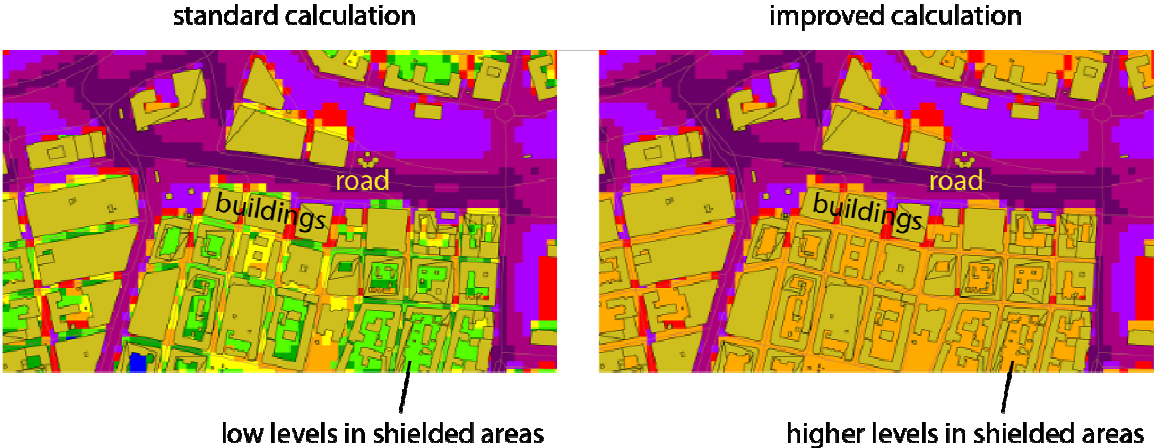 standard calculation
improved calculation
road
buildings
road
buildings
low levels in shielded areas
higher levels in shielded areas